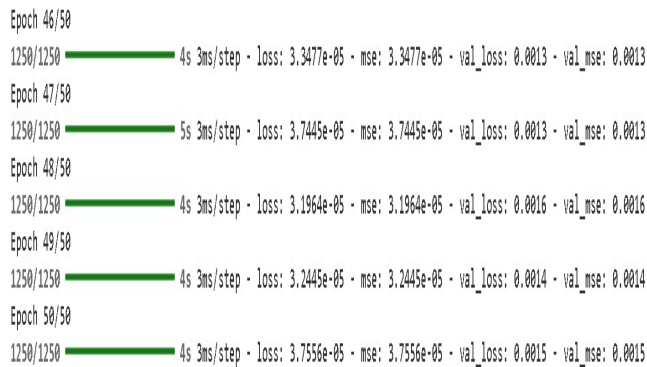 Epoch 46/50
1250/1250 4s 3ms/step - loss: 3.3477e-05 - mse: 3.3477e-05 - val_loss: 0.0013 - val_mse: 0.0013
Epoch 47/50
1250/1250 5s 3ms/step - loss: 3.7445e-05 - mse: 3.7445e-05 - val_loss: 0.0013 - val_mse: 0.0013
Epoch 48/50
1250/1250 4s 3ms/step - loss: 3.1964e-05 - mse: 3.1964e-05 - val_loss: 0.0016 - val_mse: 0.0016
Epoch 49/50
1250/1250 4s 3ms/step - loss: 3.2445e-05 - mse: 3.2445e-05 - val_loss: 0.0014 - val_mse: 0.0014
Epoch 50/50
1250/1250 4s 3ms/step - loss: 3.7556e-05 - mse: 3.7556e-05 - val_loss: 0.0015 - val_mse: 0.0015